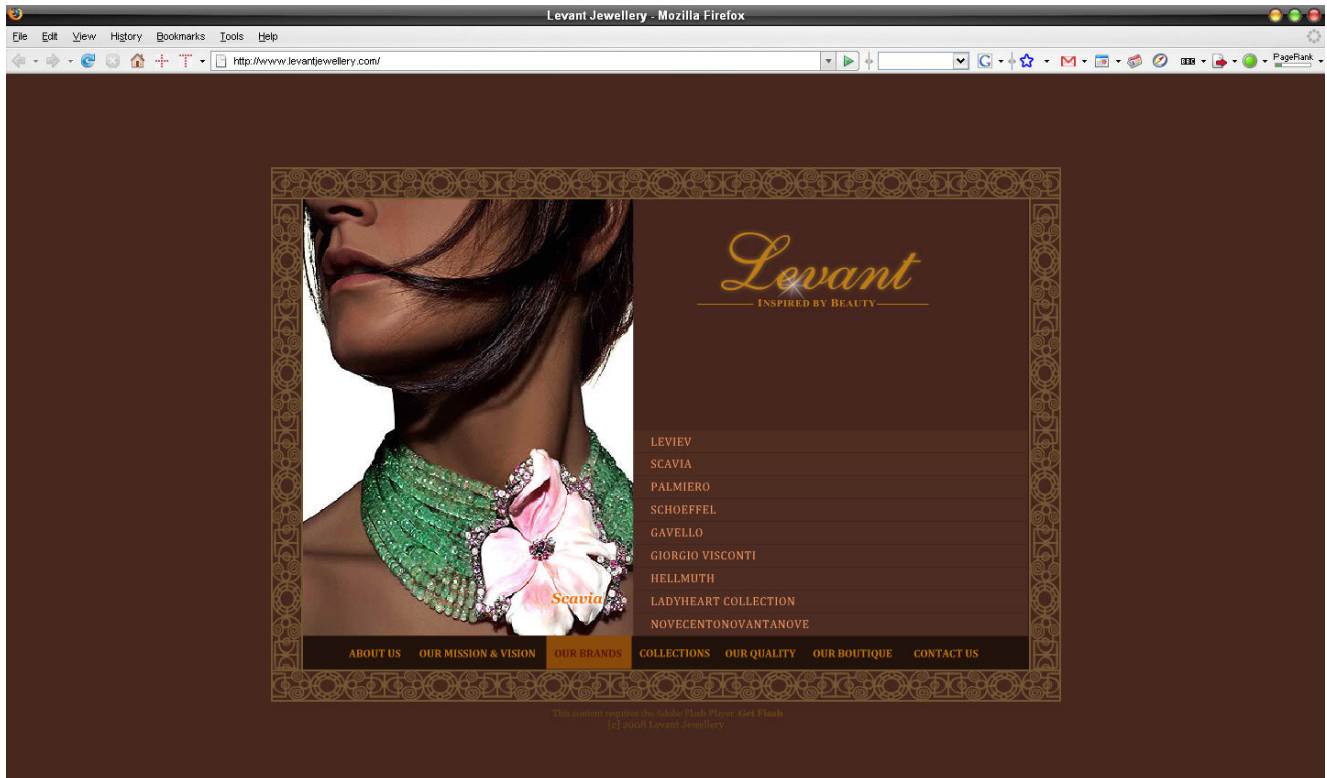 Levant Jewellery - Mozilla Firefox
File Edit View History Bookmarks Tools Help
http://www.levantjewellery.com/
G
PageRank
Levant
INSPIRED BY BEAUTY
LEVIEV
SCAVIA
PALMIERO
SCHOEFFEL
GAVELLO
GIORGIO VISCONTI
HELLMUTH
LADYHEART COLLECTION
NOVECENTONOVANTANOVE
Scavia
ABOUT US OUR MISSION & VISION OUR BRANDS COLLECTIONS OUR QUALITY OUR BOUTIQUE CONTACT US
This content requires the Adobe Flash Player. Get Flash
[c] 2008 Levant Jewellery